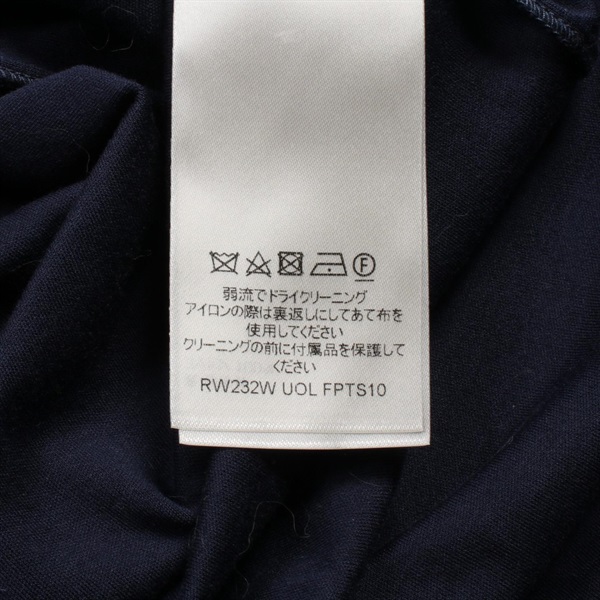 F
弱流でドライクリーニング
アイロンの際は裏返しにしてあて布を
使用してください
クリーニングの前に付属品を保護して
ください
RW232W UOL FPTS10